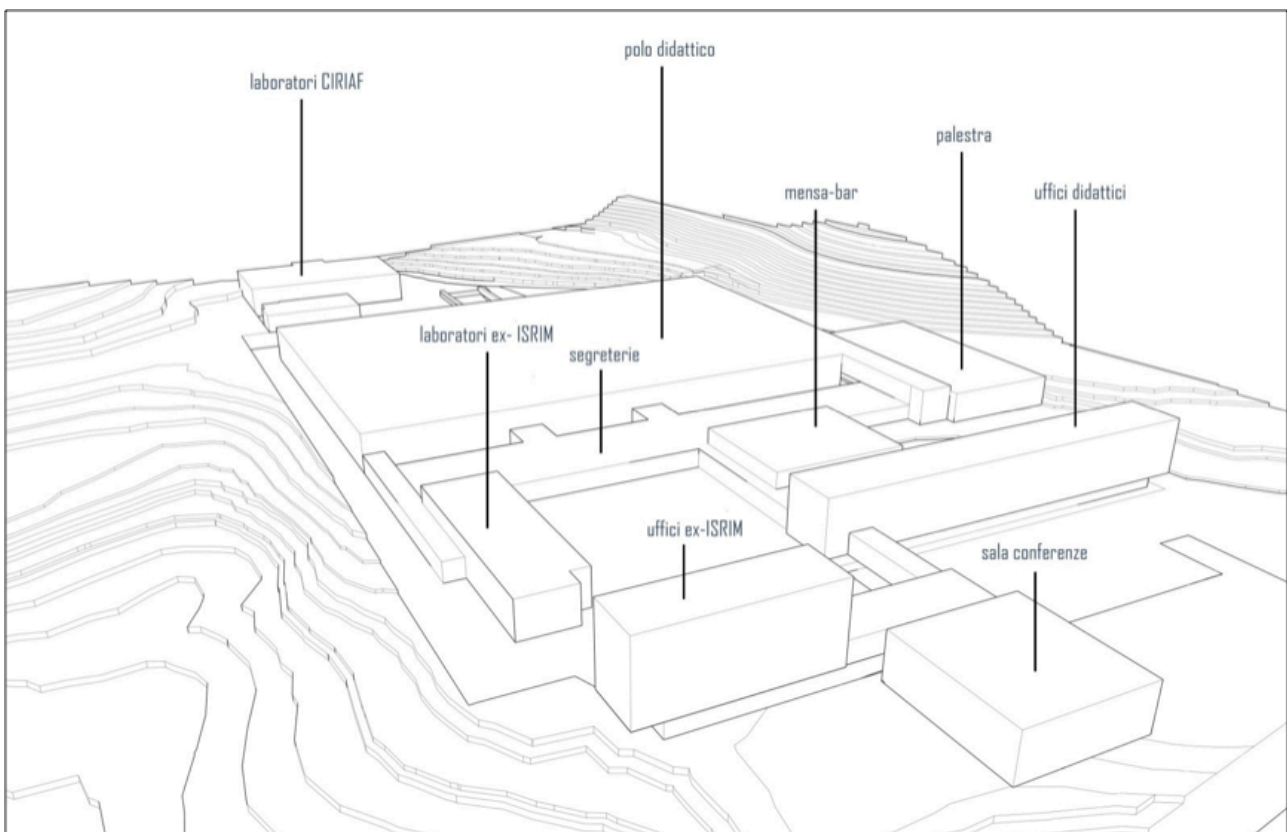 polo didattico
laboratori CIRIAF
palestra
mensa-bar
uffici didattici
laboratori ex- ISRIM
segreterie
uffici ex-ISRIM
sala conferenze